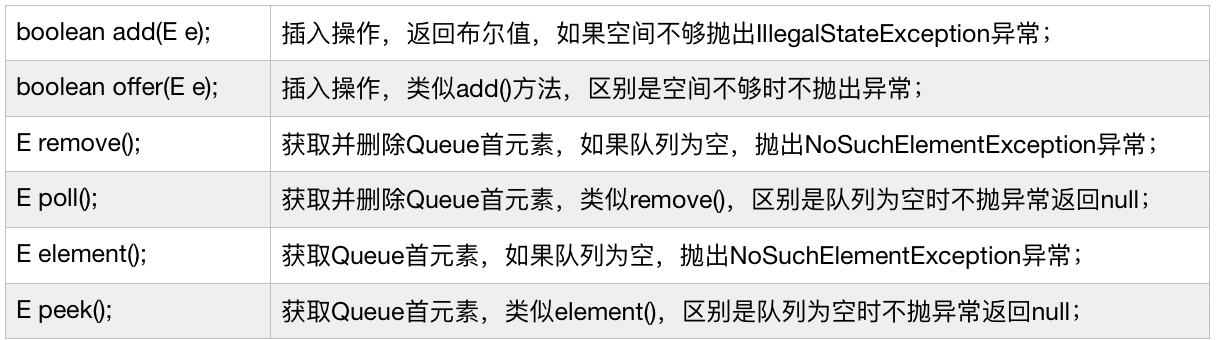 boolean add(E e); 插入操作，返回布尔值，如果空间不够抛出IllegalStateException异常；
boolean offer(E e); 插入操作，类似add()方法，区别是空间不够时不抛出异常；
E remove(); 获取并删除Queue首元素，如果队列为空，抛出NoSuchElementException异常；
E poll(); 获取并删除Queue首元素，类似remove()，区别是队列为空时不抛异常返回null；
E element(); 获取Queue首元素，如果队列为空，抛出NoSuchElementException异常；
E peek(); 获取Queue首元素，类似element()，区别是队列为空时不抛异常返回null；